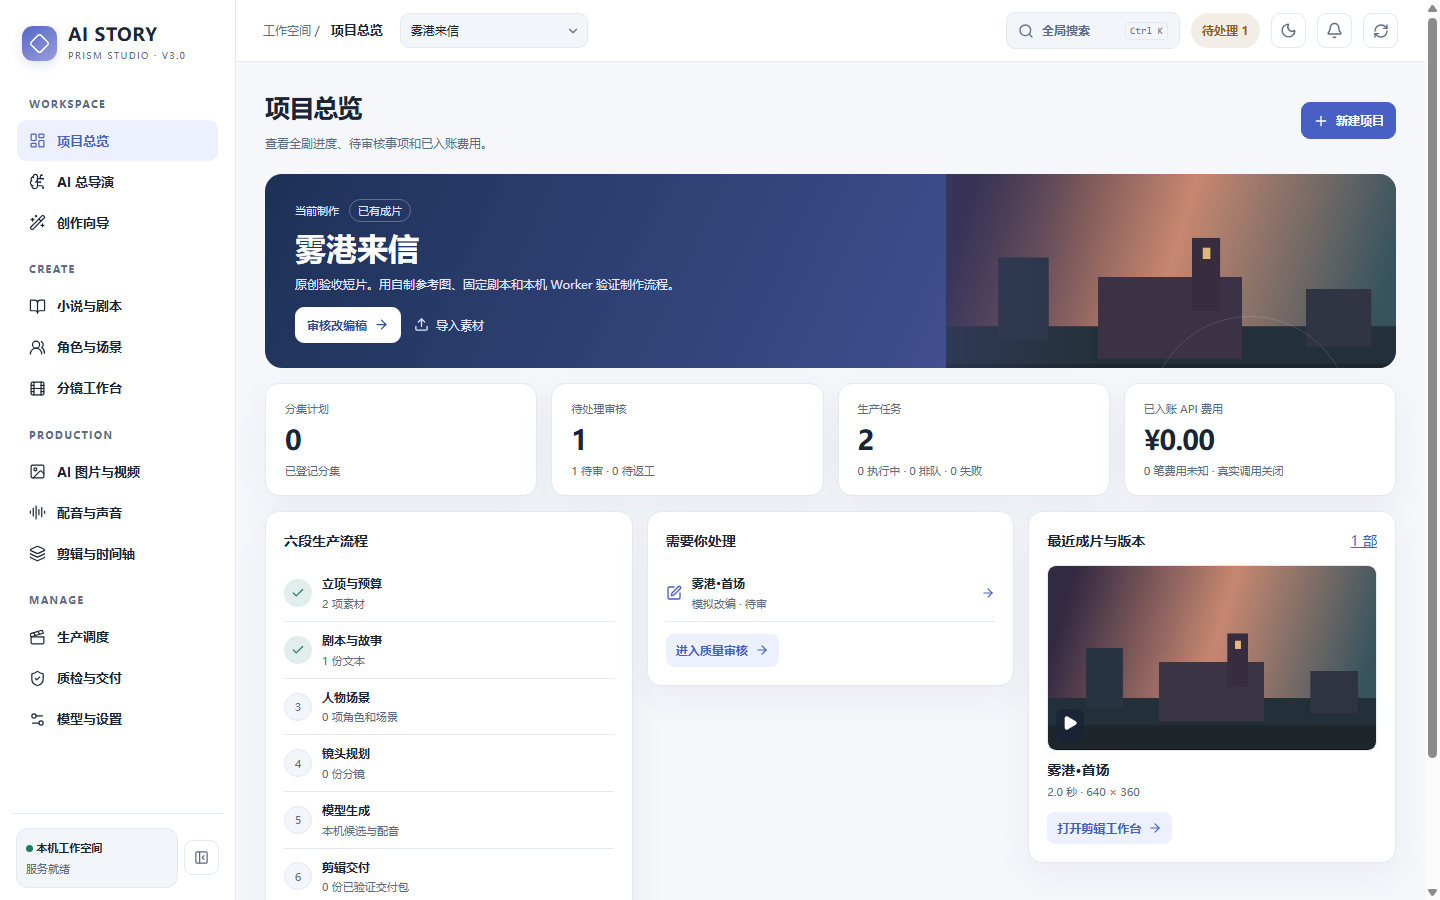 AI STORY
PRISM STUDIO · V3.0
WORKSPACE
项目总览
AI 总导演
创作向导
CREATE
小说与剧本
角色与场景
分镜工作台
PRODUCTION
AI 图片与视频
配音与声音
剪辑与时间轴
MANAGE
生产调度
质检与交付
模型与设置
本机工作空间
服务就绪
工作空间 / 项目总览 雾港来信
全局搜索 Ctrl K 待处理 1
项目总览
查看全剧进度、待审核事项和已入账费用。
新建项目
当前制作 已有成片
雾港来信
原创验收短片。用自制参考图、固定剧本和本机 Worker 验证制作流程。
审核改编稿 导入素材
分集计划
0
已登记分集
待处理审核
1
1 待审 · 0 待返工
生产任务
2
0 执行中 · 0 排队 · 0 失败
已入账 API 费用
¥0.00
0 笔费用未知 · 真实调用关闭
六段生产流程
立项与预算
2 项素材
剧本与故事
1 份文本
3 人物场景
0 项角色和场景
4 镜头规划
0 份分镜
5 模型生成
本机候选与配音
6 剪辑交付
0 份已验证交付包
需要你处理
雾港·首场
模拟改编 · 待审
进入质量审核
最近成片与版本 1 部
雾港·首场
2.0 秒 · 640 × 360
打开剪辑工作台